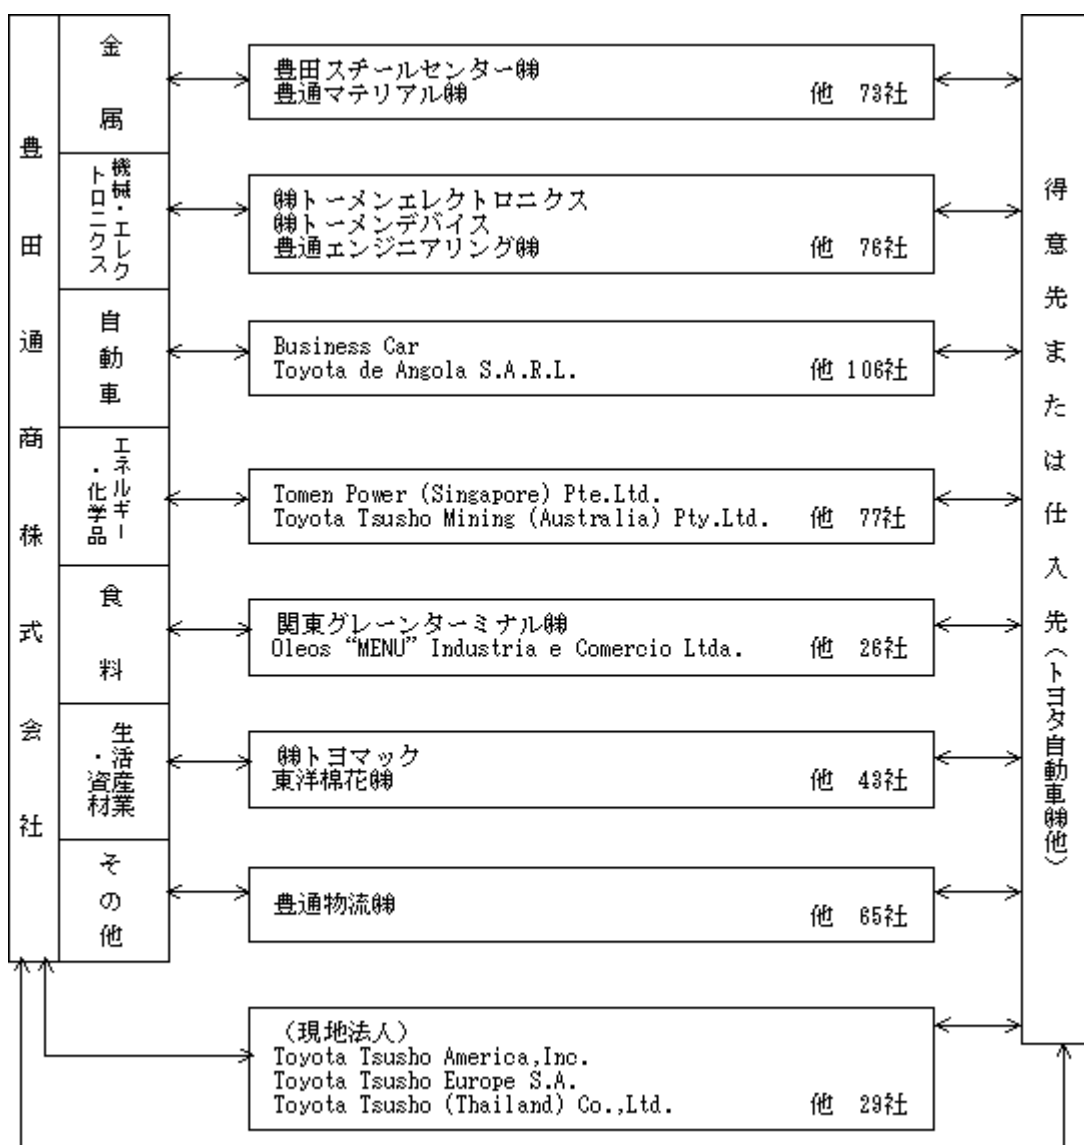 豊田通商株式会社
金属
豊田スチールセンター㈱
豊通マテリアル㈱ 他 73社
機械・エレク
トロニクス
㈱トーメンエレクトロニクス
㈱トーメンデバイス
豊通エンジニアリング㈱ 他 76社
自動車
Business Car
Toyota de Angola S.A.R.L. 他 106社
エネルギー
・化学品
Tomen Power (Singapore) Pte.Ltd.
Toyota Tsusho Mining (Australia) Pty.Ltd. 他 77社
食料
関東グレーンターミナル㈱
Oleos “MENU” Industria e Comercio Ltda. 他 26社
生活産業
・資材
㈱トヨマック
東洋棉花㈱ 他 43社
その他
豊通物流㈱ 他 65社
(現地法人)
Toyota Tsusho America,Inc.
Toyota Tsusho Europe S.A.
Toyota Tsusho (Thailand) Co.,Ltd. 他 29社
得意先または仕入先(トヨタ自動車㈱他)